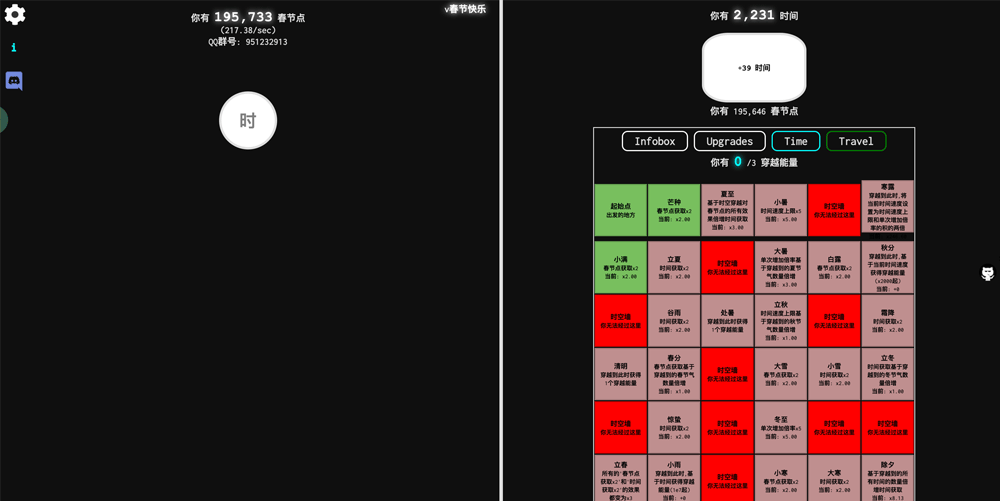 v春节快乐
你有 195,733 春节点
(217.38/sec)
QQ群号: 951232913
i
时
你有 2,231 时间
+39 时间
你有 195,646 春节点
Infobox
Upgrades
Time
Travel
你有 0 /3 穿越能量
起始点
出发的地方
芒种
春节点获取x2
当前: x2.00
夏至
基于时空穿越对
春节点的所有效
果倍增时间获取
当前: x3.00
小暑
时间速度上限x5
当前: x5.00
时空墙
你无法经过这里
寒露
穿越到此时,将
当前时间速度设
置为时间速度上
限和单次增加倍
率的积的两倍
小满
春节点获取x2
当前: x2.00
立夏
时间获取x2
当前: x2.00
时空墙
你无法经过这里
大暑
单次增加倍率基
于穿越到的夏节
气数量倍增
当前: x3.00
白露
春节点获取x2
当前: x2.00
秋分
穿越到此时,基
于当前时间速度
获得穿越能量
(x2000起)
当前: +0
时空墙
你无法经过这里
谷雨
时间获取x2
当前: x2.00
处暑
穿越到此时获得
1个穿越能量
立秋
时间速度上限基
于穿越到的秋节
气数量倍增
当前: x1.00
时空墙
你无法经过这里
霜降
时间获取x2
当前: x2.00
清明
穿越到此时获得
1个穿越能量
春分
春节点获取基于
穿越到的春节气
数量倍增
当前: x1.00
时空墙
你无法经过这里
大雪
春节点获取x2
当前: x2.00
小雪
时间获取x2
当前: x2.00
立冬
时间获取基于穿
越到的冬节气数
量倍增
当前: x1.00
时空墙
你无法经过这里
惊蛰
时间获取x2
当前: x2.00
时空墙
你无法经过这里
冬至
单次增加倍率x5
当前: x5.00
时空墙
你无法经过这里
时空墙
你无法经过这里
立春
所有的'春节点
获取x2'和'时间
获取x2'的效果
都变为x3
小雨
穿越到此时,基
于时间获得穿越
能量(1e7起)
当前: +0
时空墙
你无法经过这里
小寒
春节点获取x2
当前: x2.00
大寒
时间获取x2
当前: x2.00
除夕
基于穿越到的所
有时间的数量倍
增时间获取
当前: x8.13